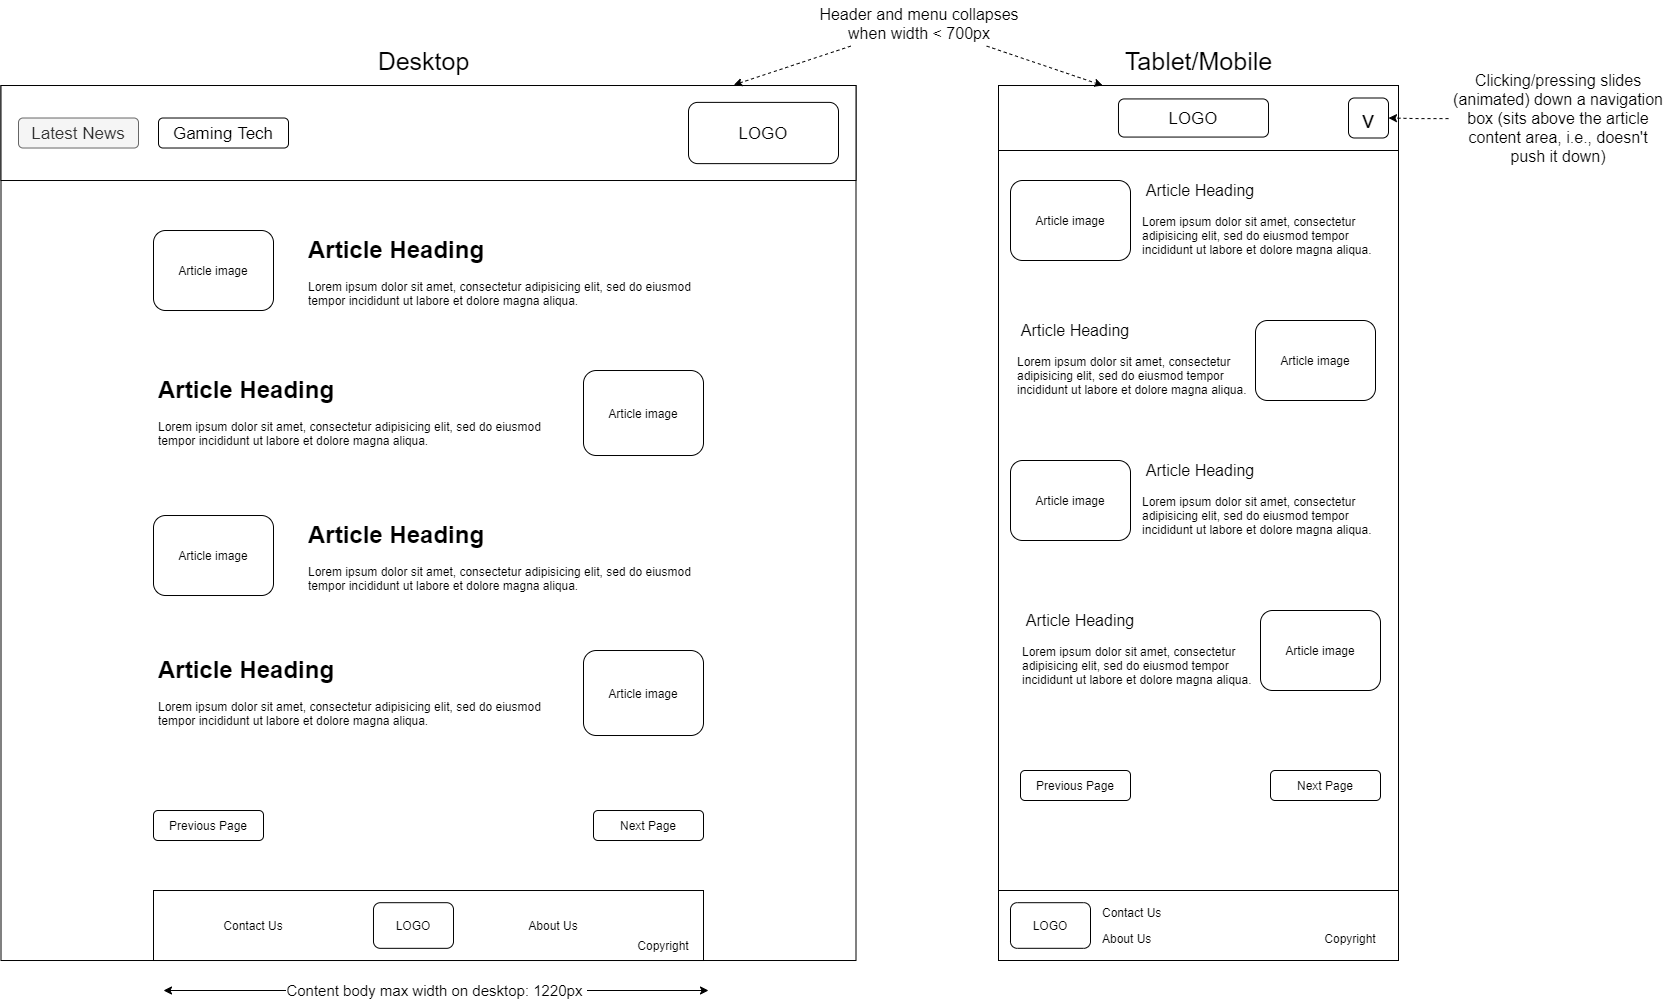 Header and menu collapses
when width < 700px
Desktop
Tablet/Mobile
Clicking/pressing slides
(animated) down a navigation
box (sits above the article
content area, i.e., doesn't
push it down)
Latest News
Gaming Tech
LOGO
Article image
Article Heading
Lorem ipsum dolor sit amet, consectetur adipisicing elit, sed do eiusmod
tempor incididunt ut labore et dolore magna aliqua.
Article Heading
Lorem ipsum dolor sit amet, consectetur adipisicing elit, sed do eiusmod
tempor incididunt ut labore et dolore magna aliqua.
Article image
Article image
Article Heading
Lorem ipsum dolor sit amet, consectetur adipisicing elit, sed do eiusmod
tempor incididunt ut labore et dolore magna aliqua.
Article Heading
Lorem ipsum dolor sit amet, consectetur adipisicing elit, sed do eiusmod
tempor incididunt ut labore et dolore magna aliqua.
Article image
Previous Page
Next Page
Contact Us
LOGO
About Us
Copyright
Content body max width on desktop: 1220px
LOGO
V
Article image
Article Heading
Lorem ipsum dolor sit amet, consectetur
adipisicing elit, sed do eiusmod tempor
incididunt ut labore et dolore magna aliqua.
Article Heading
Lorem ipsum dolor sit amet, consectetur
adipisicing elit, sed do eiusmod tempor
incididunt ut labore et dolore magna aliqua.
Article image
Article image
Article Heading
Lorem ipsum dolor sit amet, consectetur
adipisicing elit, sed do eiusmod tempor
incididunt ut labore et dolore magna aliqua.
Article Heading
Lorem ipsum dolor sit amet, consectetur
adipisicing elit, sed do eiusmod tempor
incididunt ut labore et dolore magna aliqua.
Article image
Previous Page
Next Page
LOGO
Contact Us
About Us
Copyright